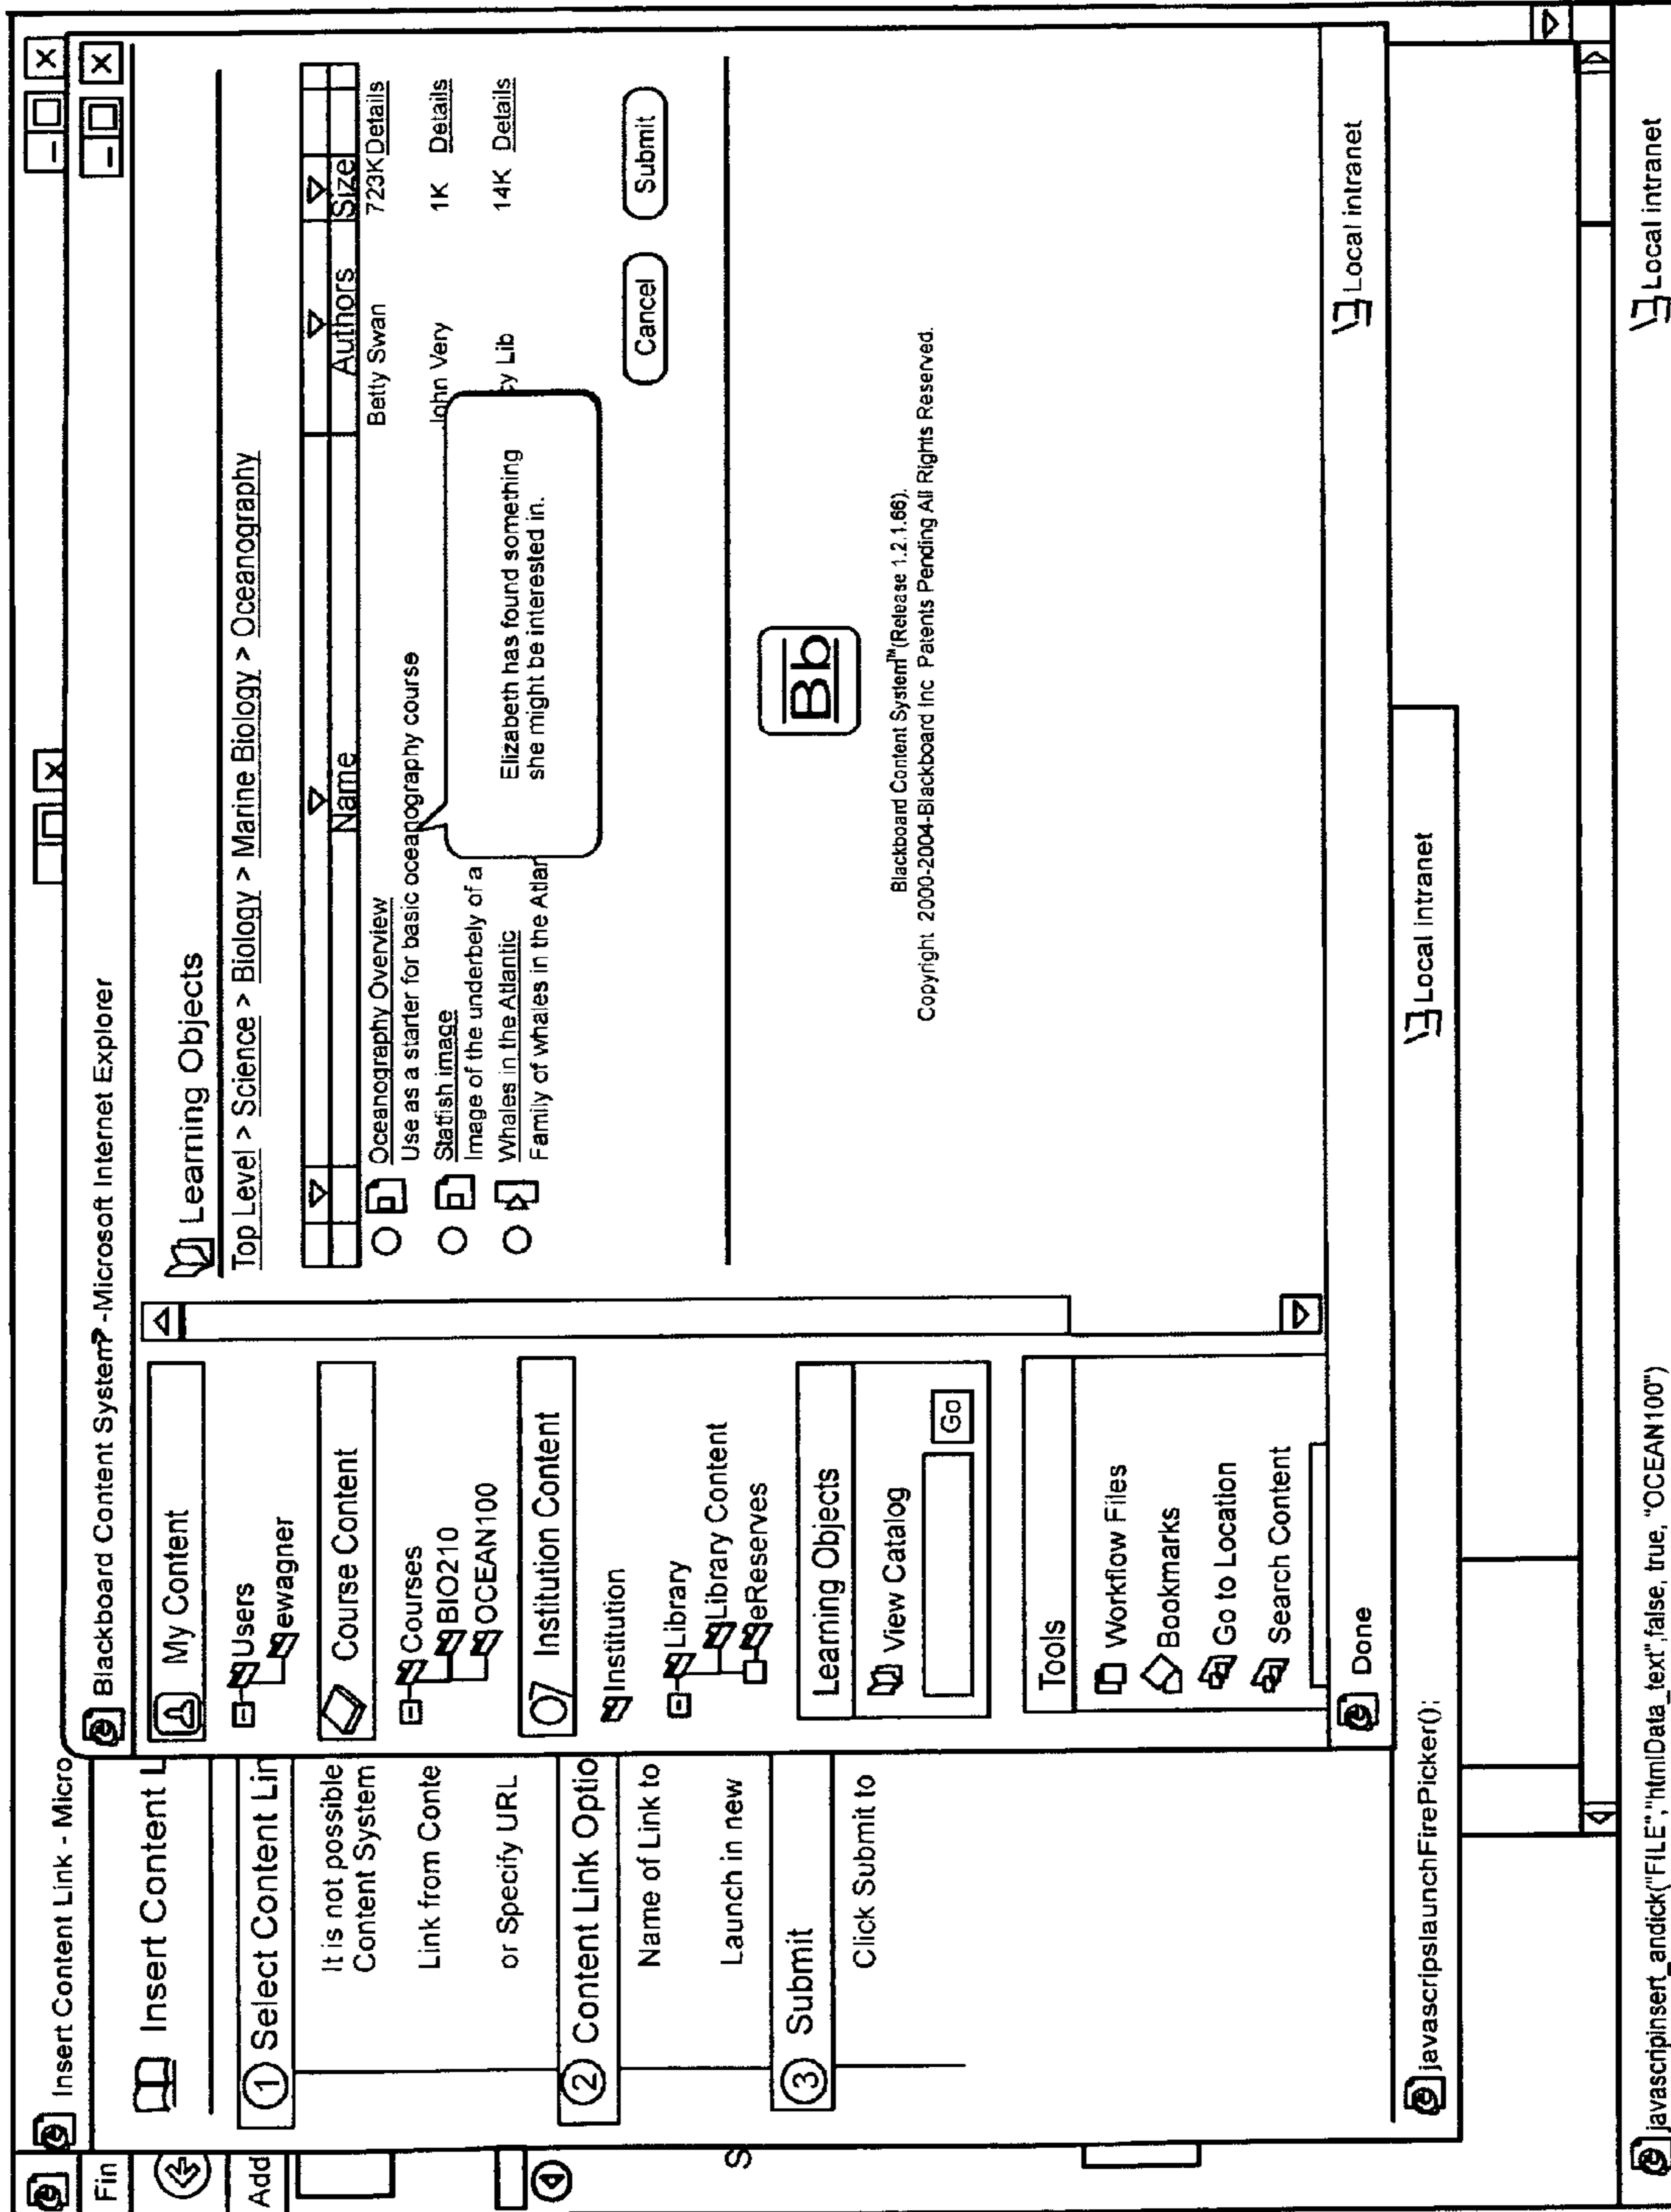 Insert Content Link - Micro
Fin
Add
S
Insert Content L
1 Select Content Lin
It is not possible
Content System
Link from Conte
or Specify URL
2 Content Link Optio
Name of Link to
Launch in new
3 Submit
Click Submit to
javascripslaunchFirePicker();
Local intranet
javascripinsert_andick("FILE","htmlData_text",false, true, "OCEAN100")
Local intranet
Blackboard Content System? -Microsoft Internet Explorer
My Content
Users
ewagner
Course Content
Courses
BIO210
OCEAN100
Institution Content
Institution
Library
Library Content
eReserves
Learning Objects
View Catalog
Go
Tools
Workflow Files
Bookmarks
Go to Location
Search Content
Done
Local intranet
Learning Objects
Top Level > Science > Biology > Marine Biology > Oceanography
Name Authors Size
Oceanography Overview Betty Swan 723K Details
Use as a starter for basic oceanography course
Statfish image John Very 1K Details
Image of the underbely of a
Whales in the Atlantic cy Lib 14K Details
Family of whales in the Atlan
Elizabeth has found something
she might be interested in.
Cancel Submit
Bb
Blackboard Content System™(Release 1.2.1.66).
Copyright 2000-2004-Blackboard Inc Patents Pending All Rights Reserved.